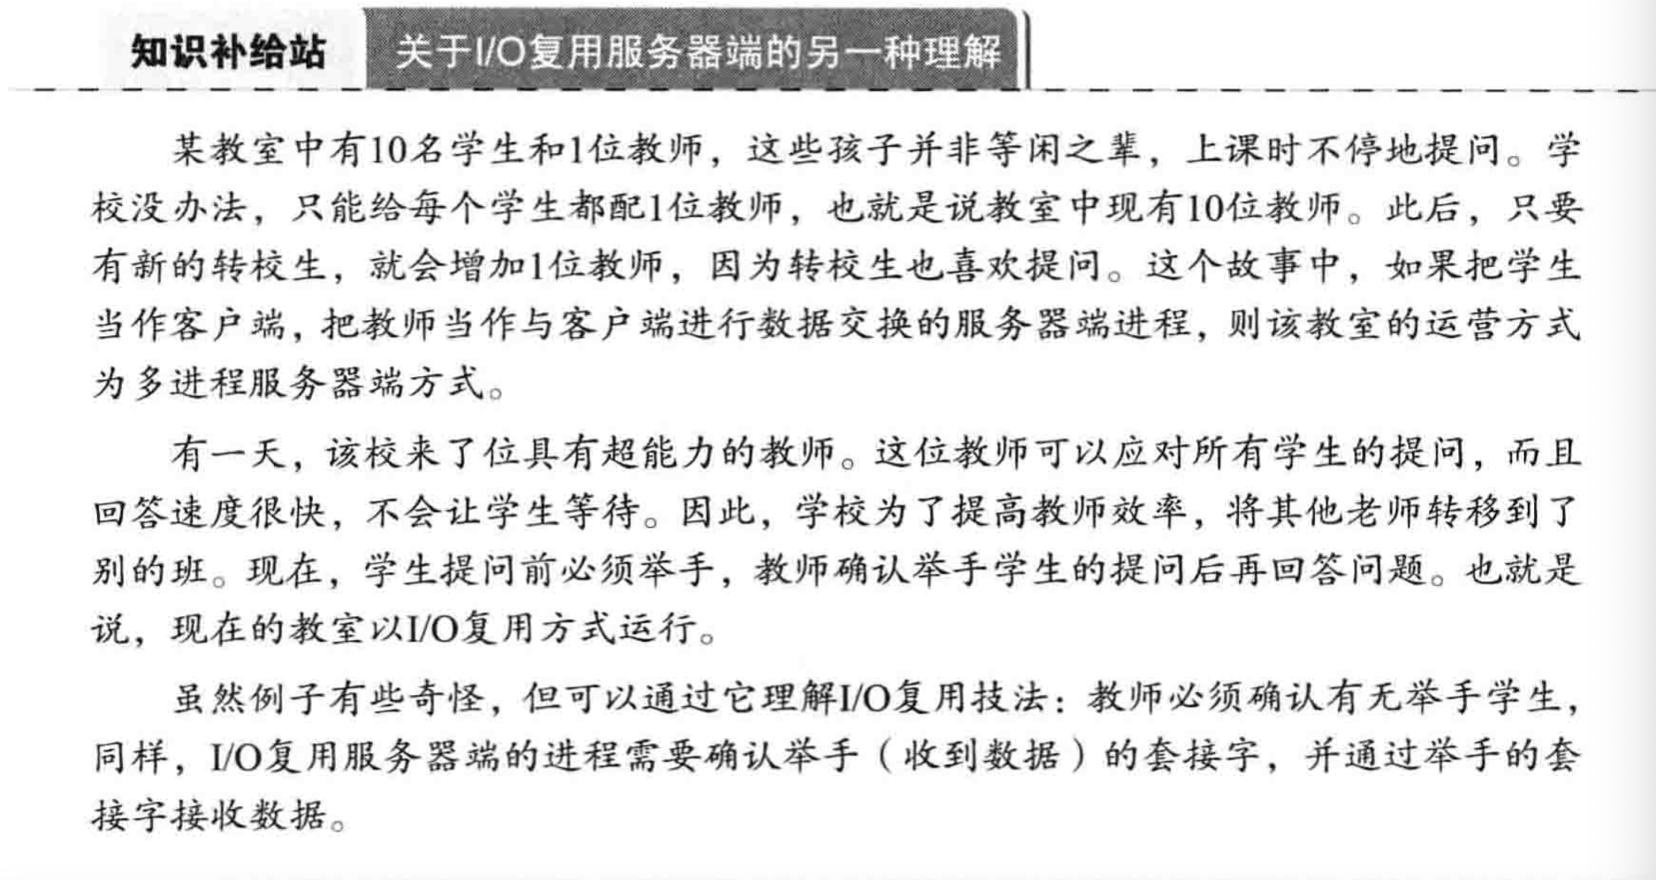 知识补给站 关于I/O复用服务器端的另一种理解
某教室中有10名学生和1位教师，这些孩子并非等闲之辈，上课时不停地提问。学
校没办法，只能给每个学生都配1位教师，也就是说教室中现有10位教师。此后，只要
有新的转校生，就会增加1位教师，因为转校生也喜欢提问。这个故事中，如果把学生
当作客户端，把教师当作与客户端进行数据交换的服务器端进程，则该教室的运营方式
为多进程服务器端方式。
有一天，该校来了位具有超能力的教师。这位教师可以应对所有学生的提问，而且
回答速度很快，不会让学生等待。因此，学校为了提高教师效率，将其他老师转移到了
别的班。现在，学生提问前必须举手，教师确认举手学生的提问后再回答问题。也就是
说，现在的教室以I/O复用方式运行。
虽然例子有些奇怪，但可以通过它理解I/O复用技法：教师必须确认有无举手学生，
同样，I/O复用服务器端的进程需要确认举手（收到数据）的套接字，并通过举手的套
接字接收数据。